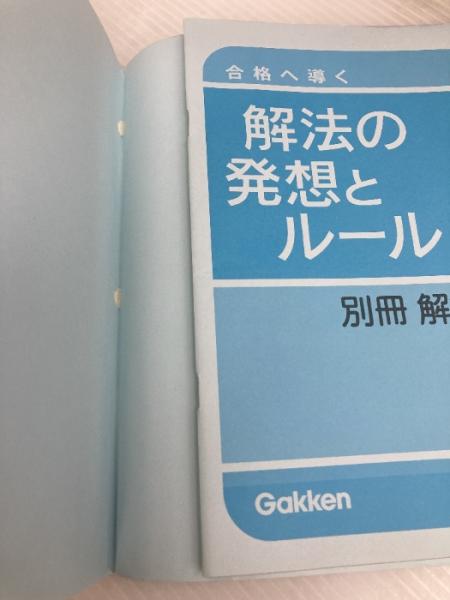 合格へ導く
解法の
発想と
ルール
別冊 解
Gakken